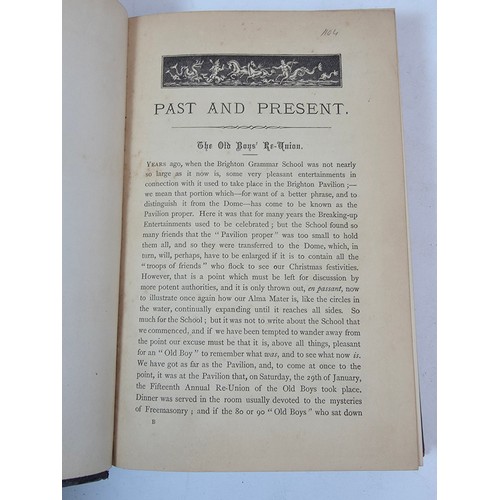 PAST AND PRESENT.
The Old Boys' Re-Union.
YEARS ago, when the Brighton Grammar School was not nearly
so large as it now is, some very pleasant entertainments in
connection with it used to take place in the Brighton Pavilion ;—
we mean that portion which—for want of a better phrase, and to
distinguish it from the Dome—has come to be known as the
Pavilion proper. Here it was that for many years the Breaking-up
Entertainments used to be celebrated ; but the School found so
many friends that the "Pavilion proper" was too small to hold
them all, and so they were transferred to the Dome, which, in
turn, will, perhaps, have to be enlarged if it is to contain all the
"troops of friends" who flock to see our Christmas festivities.
However, that is a point which must be left for discussion by
more potent authorities, and it is only thrown out, en passant, now
to illustrate once again how our Alma Mater is, like the circles in
the water, continually expanding until it reaches all sides. So
much for the School ; but it was not to write about the School that
we commenced, and if we have been tempted to wander away from
the point our excuse must be that it is, above all things, pleasant
for an "Old Boy" to remember what was, and to see what now is.
We have got as far as the Pavilion, and, to come at once to the
point, it was at the Pavilion that, on Saturday, the 29th of January,
the Fifteenth Annual Re-Union of the Old Boys took place.
Dinner was served in the room usually devoted to the mysteries
of Freemasonry ; and if the 80 or 90 "Old Boys" who sat down
B